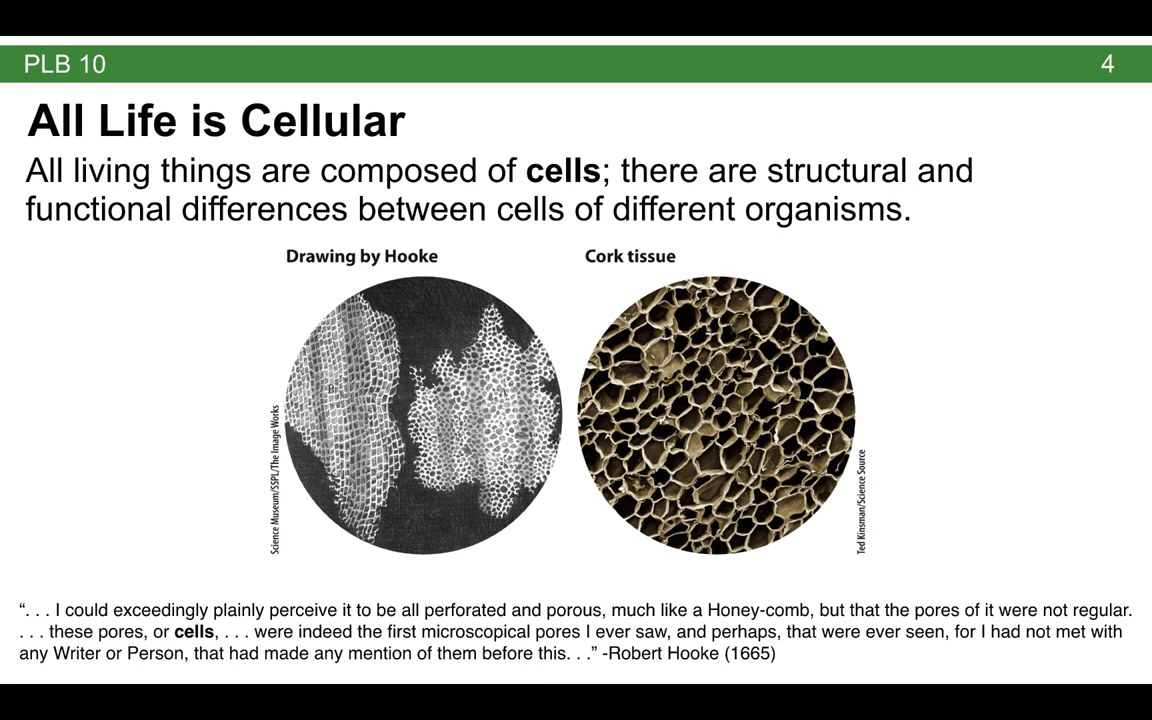 PLB 10
4
All Life is Cellular
All living things are composed of cells; there are structural and
functional differences between cells of different organisms.
Drawing by Hooke
Cork tissue
Science Museum/SSPL/The Image Works
Ted Kinsman/Science Source
“. . . I could exceedingly plainly perceive it to be all perforated and porous, much like a Honey-comb, but that the pores of it were not regular.
. . . these pores, or cells, . . . were indeed the first microscopical pores I ever saw, and perhaps, that were ever seen, for I had not met with
any Writer or Person, that had made any mention of them before this. . .” -Robert Hooke (1665)